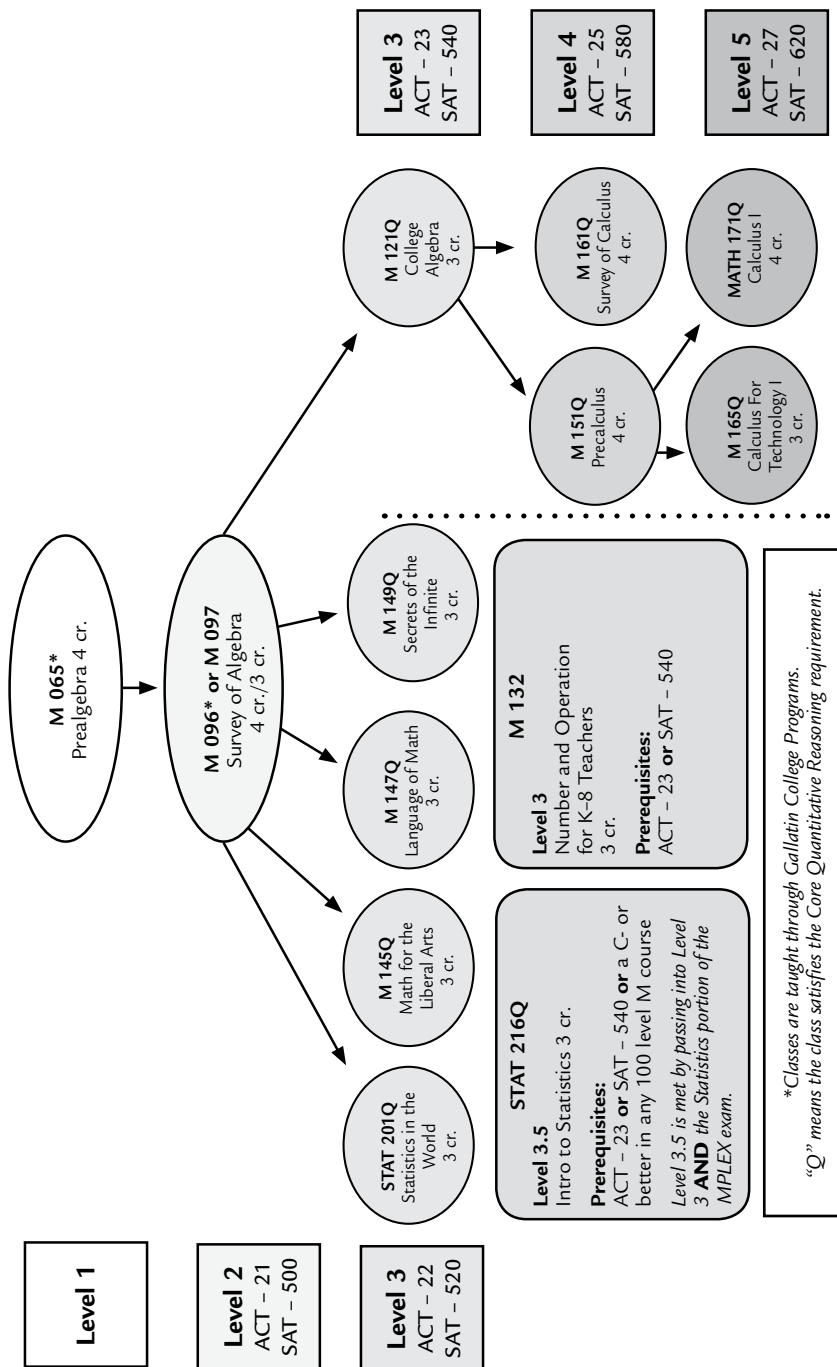 Level 1
M 065*
Prealgebra 4 cr.
Level 2
ACT – 21
SAT – 500
M 096* or M 097
Survey of Algebra
4 cr./3 cr.
Level 3
ACT – 22
SAT – 520
STAT 201Q
Statistics in the
World
3 cr.
M 145Q
Math for the
Liberal Arts
3 cr.
M 147Q
Language of Math
3 cr.
M 149Q
Secrets of the
Infinite
3 cr.
M 121Q
College
Algebra
3 cr.
Level 3
ACT – 23
SAT – 540
STAT 216Q
Level 3.5
Intro to Statistics 3 cr.
Prerequisites:
ACT – 23 or SAT – 540 or a C- or
better in any 100 level M course
Level 3.5 is met by passing into Level
3 AND the Statistics portion of the
MPLEX exam.
M 132
Level 3
Number and Operation
for K–8 Teachers
3 cr.
Prerequisites:
ACT – 23 or SAT – 540
M 151Q
Precalculus
4 cr.
M 161Q
Survey of Calculus
4 cr.
Level 4
ACT – 25
SAT – 580
M 165Q
Calculus For
Technology I
3 cr.
MATH 171Q
Calculus I
4 cr.
Level 5
ACT – 27
SAT – 620
*Classes are taught through Gallatin College Programs.
“Q” means the class satisfies the Core Quantitative Reasoning requirement.